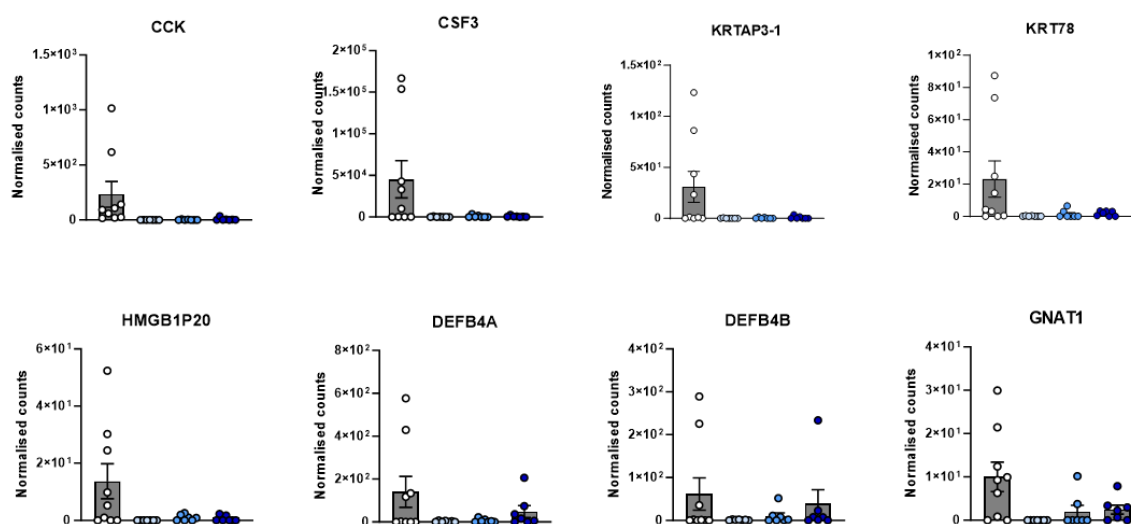 CCK
Normalised counts
1.5×10³
1×10³
5×10²
0
CSF3
Normalised counts
2×10⁵
1×10⁵
1×10⁵
5×10⁴
0
KRTAP3-1
Normalised counts
1.5×10²
1×10²
5×10¹
0
KRT78
Normalised counts
1×10²
8×10¹
6×10¹
4×10¹
2×10¹
0
HMGB1P20
Normalised counts
6×10¹
4×10¹
2×10¹
0
DEFB4A
Normalised counts
8×10²
6×10²
4×10²
2×10²
0
DEFB4B
Normalised counts
4×10²
3×10²
2×10²
1×10²
0
GNAT1
Normalised counts
4×10¹
3×10¹
2×10¹
1×10¹
0